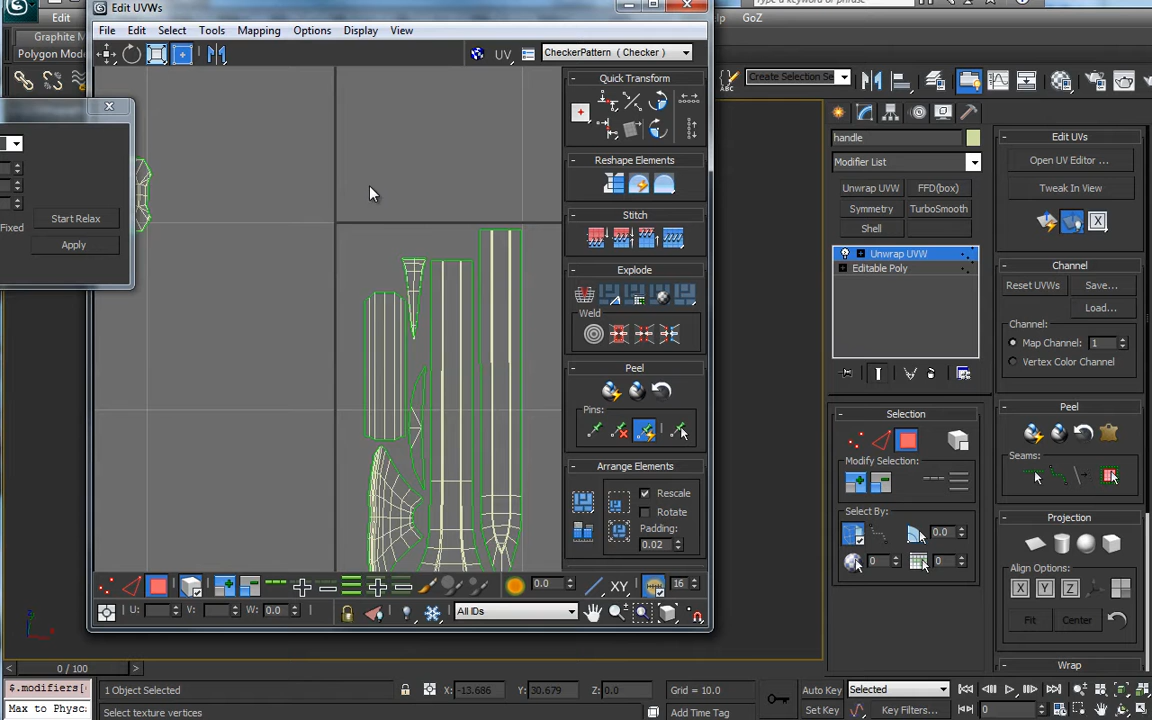 Edit UVWs
Edit
GoZ
File Edit Select Tools Mapping Options Display View
Graphite M
Polygon Mode
UV CheckerPattern ( Checker )
Create Selection Se
Quick Transform
handle
Edit UVs
Modifier List
Open UV Editor ...
Reshape Elements
Unwrap UVW FFD(box)
Tweak In View
Symmetry TurboSmooth
Start Relax
Stitch
Shell
Fixed
Apply
Unwrap UVW
Channel
Explode
Editable Poly
Reset UVWs Save...
Load...
Weld
Channel:
Map Channel: 1
Vertex Color Channel
Peel
Pins:
Selection
Peel
Modify Selection:
Seams:
Arrange Elements
Rescale
Rotate
Padding:
0.02
Select By:
0.0
Projection
0
0
Align Options:
X Y Z
Fit Center
0.0 XY 16
U: V: W: 0.0 All IDs
Wrap
0 / 100
$.modifiers[
1 Object Selected X: -13.686 Y: 30.679 Z: 0.0 Grid = 10.0 Auto Key Selected
Max to Physc
Select texture vertices Add Time Tag Set Key Key Filters... 0